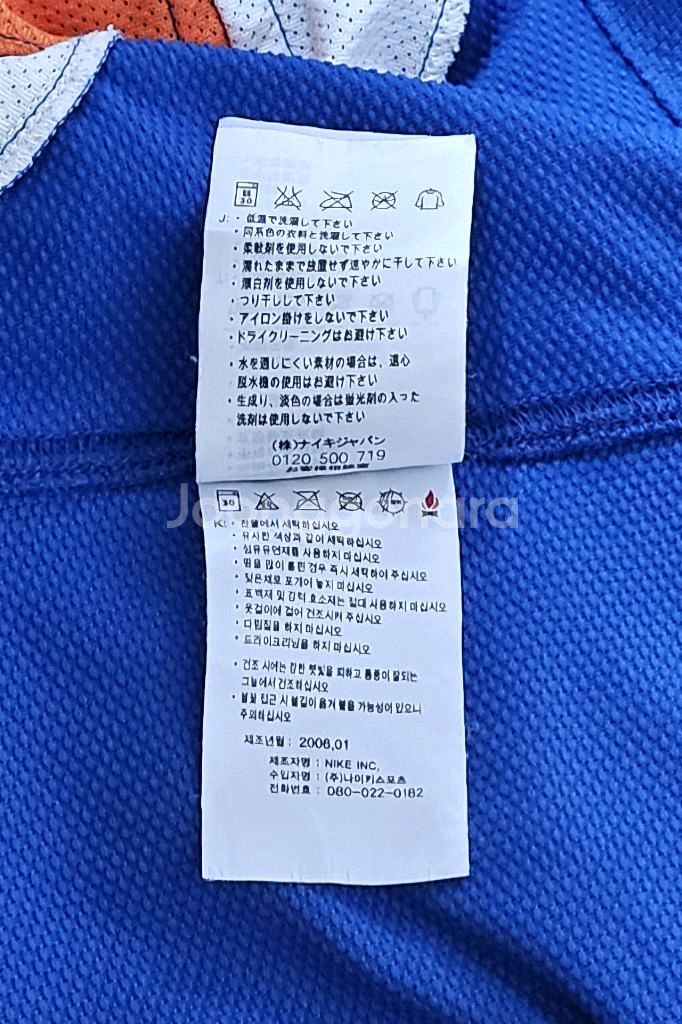 30
J: ・低温で洗濯して下さい
・同系色の衣料と洗濯して下さい
・柔軟剤を使用しないで下さい
・濡れたままで放置せず速やかに干して下さい
・漂白剤を使用しないで下さい
・つり干しして下さい
・アイロン掛けをしないで下さい
・ドライクリーニングはお避け下さい
・水を通しにくい素材の場合は、遠心
脱水機の使用はお避け下さい
・生成り、淡色の場合は蛍光剤の入った
洗剤は使用しないで下さい
(株)ナイキジャパン
0120 500 719
30
K: ・찬물에서 세탁하십시오
・유사한 색상과 같이 세탁하십시오
・섬유유연제를 사용하지 마십시오
・땀을 많이 흘린 경우 즉시 세탁하여 주십시오
・젖은채로 포개어 놓지 마십시오
・표백제 및 강력 효소제는 절대 사용하지 마십시오
・옷걸이에 걸어 건조시켜 주십시오
・다림질을 하지 마십시오
・드라이크리닝을 하지 마십시오
・건조 시에는 강한 햇빛을 피하고 통풍이 잘되는
그늘에서 건조하십시오
・불꽃 접근 시 불길이 옮겨 붙을 가능성이 있으니
주의하십시오
제조년월 : 2006,01
제조자명 : NIKE INC,
수입자명 : (주)나이키스포츠
전화번호 : 080-022-0182